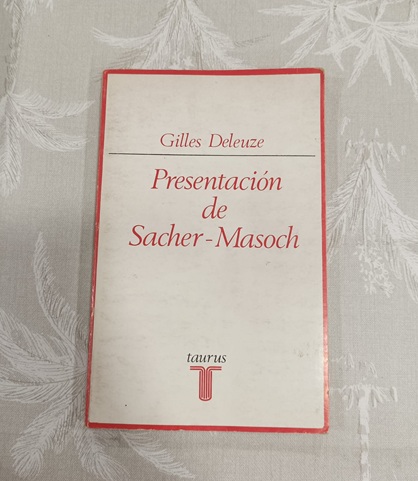 Gilles Deleuze
Presentación
de
Sacher-Masoch
taurus